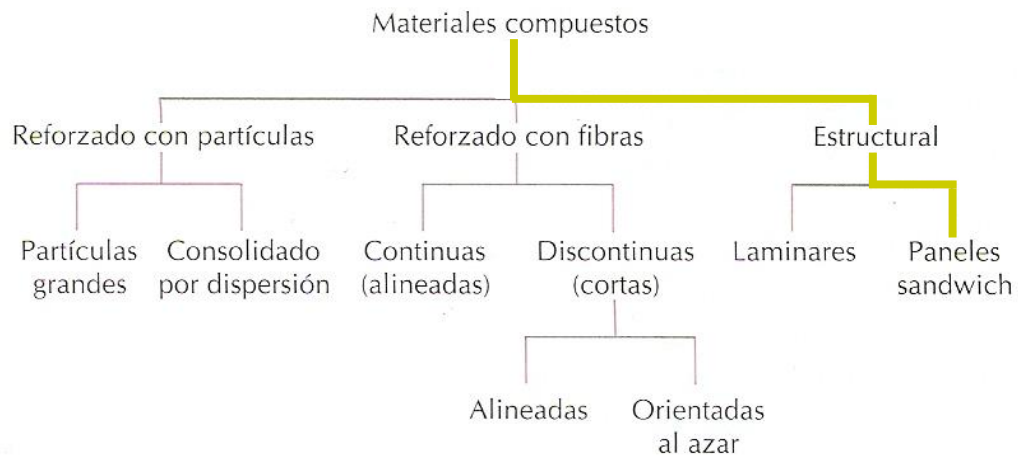 Materiales compuestos
Reforzado con partículas
Reforzado con fibras
Estructural
Partículas
grandes
Consolidado
por dispersión
Continuas
(alineadas)
Discontinuas
(cortas)
Laminares
Paneles
sandwich
Alineadas
Orientadas
al azar